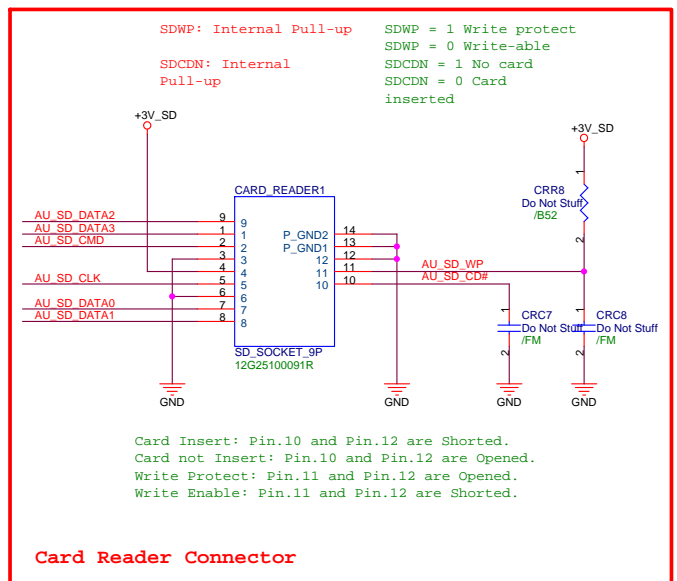 SDWP: Internal Pull-up
SDWP = 1 Write protect
SDWP = 0 Write-able
SDCDN: Internal
Pull-up
SDCDN = 1 No card
SDCDN = 0 Card
inserted
+3V_SD
+3V_SD
CARD_READER1
CRR8
Do Not Stuff
/B52
1
2
AU_SD_DATA2 9 9
AU_SD_DATA3 1 1
AU_SD_CMD 2 2
3 3
4 4
AU_SD_CLK 5 5
6 6
AU_SD_DATA0 7 7
AU_SD_DATA1 8 8
P_GND2 14
P_GND1 13
12 12
11 11 AU_SD_WP
10 10 AU_SD_CD#
SD_SOCKET_9P
12G25100091R
1
CRC7
Do Not Stuff
/FM
2
1
CRC8
Do Not Stuff
/FM
2
GND
GND
GND
GND
Card Insert: Pin.10 and Pin.12 are Shorted.
Card not Insert: Pin.10 and Pin.12 are Opened.
Write Protect: Pin.11 and Pin.12 are Opened.
Write Enable: Pin.11 and Pin.12 are Shorted.
Card Reader Connector